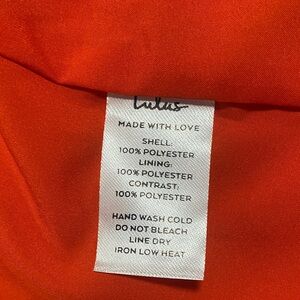 Lulus
MADE WITH LOVE
SHELL:
100% POLYESTER
LINING:
100% POLYESTER
CONTRAST:
100% POLYESTER
HAND WASH COLD
DO NOT BLEACH
LINE DRY
IRON LOW HEAT